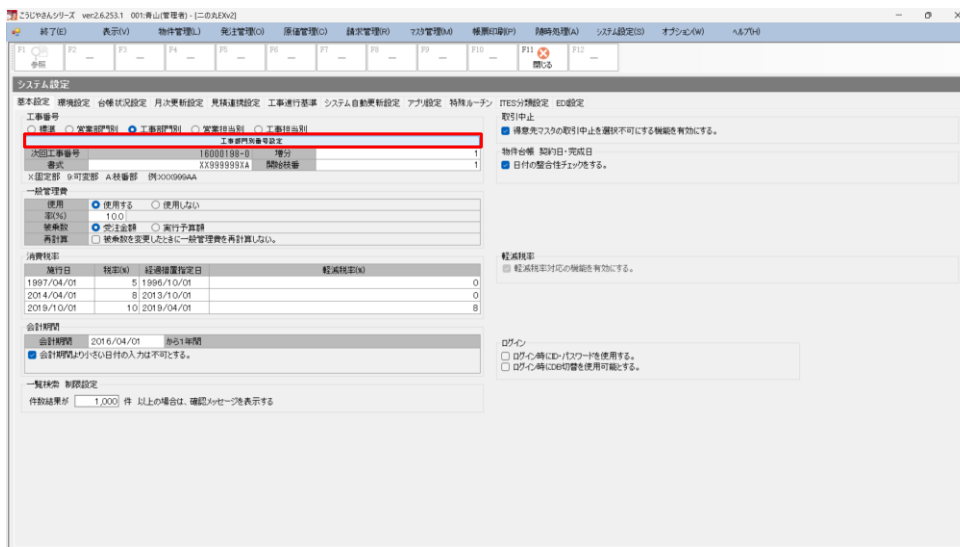 こうじやさんシリーズ ver.2.6.253.1 001:青山(管理者) - [二の丸EXv2]
終了(E) 表示(V) 物件管理(L) 発注管理(O) 原価管理(C) 請求管理(R) マスタ管理(M) 帳票印刷(P) 随時処理(A) システム設定(S) オプション(W) ヘルプ(H)
F1 F2 F3 F4 F5 F6 F7 F8 F9 F10 F11 F12
参照 — — — — — — — — — 閉じる —
システム設定
基本設定 環境設定 台帳状況設定 月次更新設定 見積連携設定 工事進行基準 システム自動更新設定 アプリ設定 特殊ルーチン ITES分類設定 EDI設定
工事番号
標準 営業部門別 工事部門別 営業担当別 工事担当別
工事部門別番号設定
次回工事番号 16000198-0 増分 1
書式 XX999999XA 開始枝番 1
X:固定部 9:可変部 A:枝番部 例:XXX999AA
一般管理費
使用 使用する 使用しない
率(%) 10.0
被乗数 受注金額 実行予算額
再計算 被乗数を変更したときに一般管理費を再計算しない。
消費税率
施行日 税率(%) 経過措置指定日 軽減税率(%)
1997/04/01 5 1996/10/01 0
2014/04/01 8 2013/10/01 0
2019/10/01 10 2019/04/01 8
会計期間
会計期間 2016/04/01 から1年間
会計期間より小さい日付の入力は不可とする。
一覧検索 制限設定
件数結果が 1,000 件 以上の場合は、確認メッセージを表示する
取引中止
得意先マスタの取引中止を選択不可にする機能を有効にする。
物件台帳 契約日・完成日
日付の整合性チェックをする。
軽減税率
軽減税率対応の機能を有効にする。
ログイン
ログイン時にID・パスワードを使用する。
ログイン時にDB切替を使用可能とする。